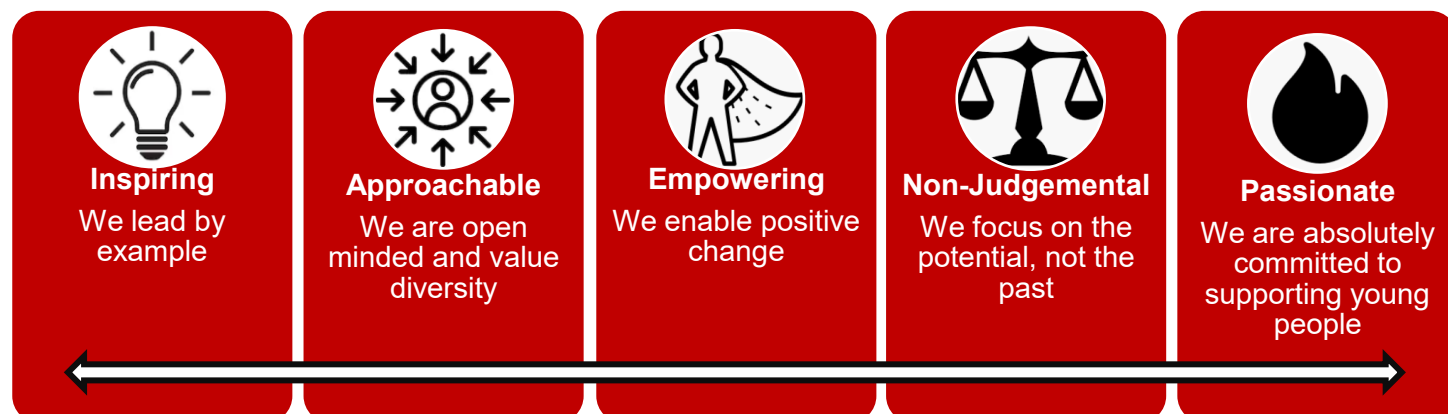 Inspiring
We lead by
example
Approachable
We are open
minded and value
diversity
Empowering
We enable positive
change
Non-Judgemental
We focus on the
potential, not the
past
Passionate
We are absolutely
committed to
supporting young
people